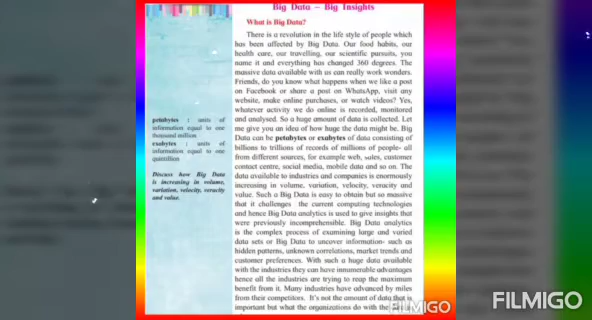 Big Data – Big Insights
What is Big Data?
There is a revolution in the life style of people which
has been affected by Big Data. Our food habits, our
health care, our travelling, our scientific pursuits, you
name it and everything has changed 360 degrees. The
massive data available with us can really work wonders.
Friends, do you know what happens when we like a post
on Facebook or share a post on WhatsApp, visit any
website, make online purchases, or watch videos? Yes,
whatever activity we do online is recorded, monitored
and analysed. So a huge amount of data is collected. Let
me give you an idea of how huge the data might be. Big
Data can be petabytes or exabytes of data consisting of
billions to trillions of records of millions of people- all
from different sources, for example web, sales, customer
contact centre, social media, mobile data and so on. The
data available to industries and companies is enormously
increasing in volume, variation, velocity, veracity and
value. Such a Big Data is easy to obtain but so massive
that it challenges the current computing technologies
and hence Big Data analytics is used to give insights that
were previously incomprehensible. Big Data analytics
is the complex process of examining large and varied
data sets or Big Data to uncover information- such as
hidden patterns, unknown correlations, market trends and
customer preferences. With such a huge data available
with the industries they can have innumerable advantages
hence all the industries are trying to reap the maximum
benefit from it. Many industries have advanced by miles
from their competitors. It's not the amount of data that is
important but what the organizations do with the
petabytes : units of
information equal to one
thousand million
exabytes : units of
information equal to one
quintillion
Discuss how Big Data
is increasing in volume,
variation, velocity, veracity
and value.
FILMIGO
FILMIGO